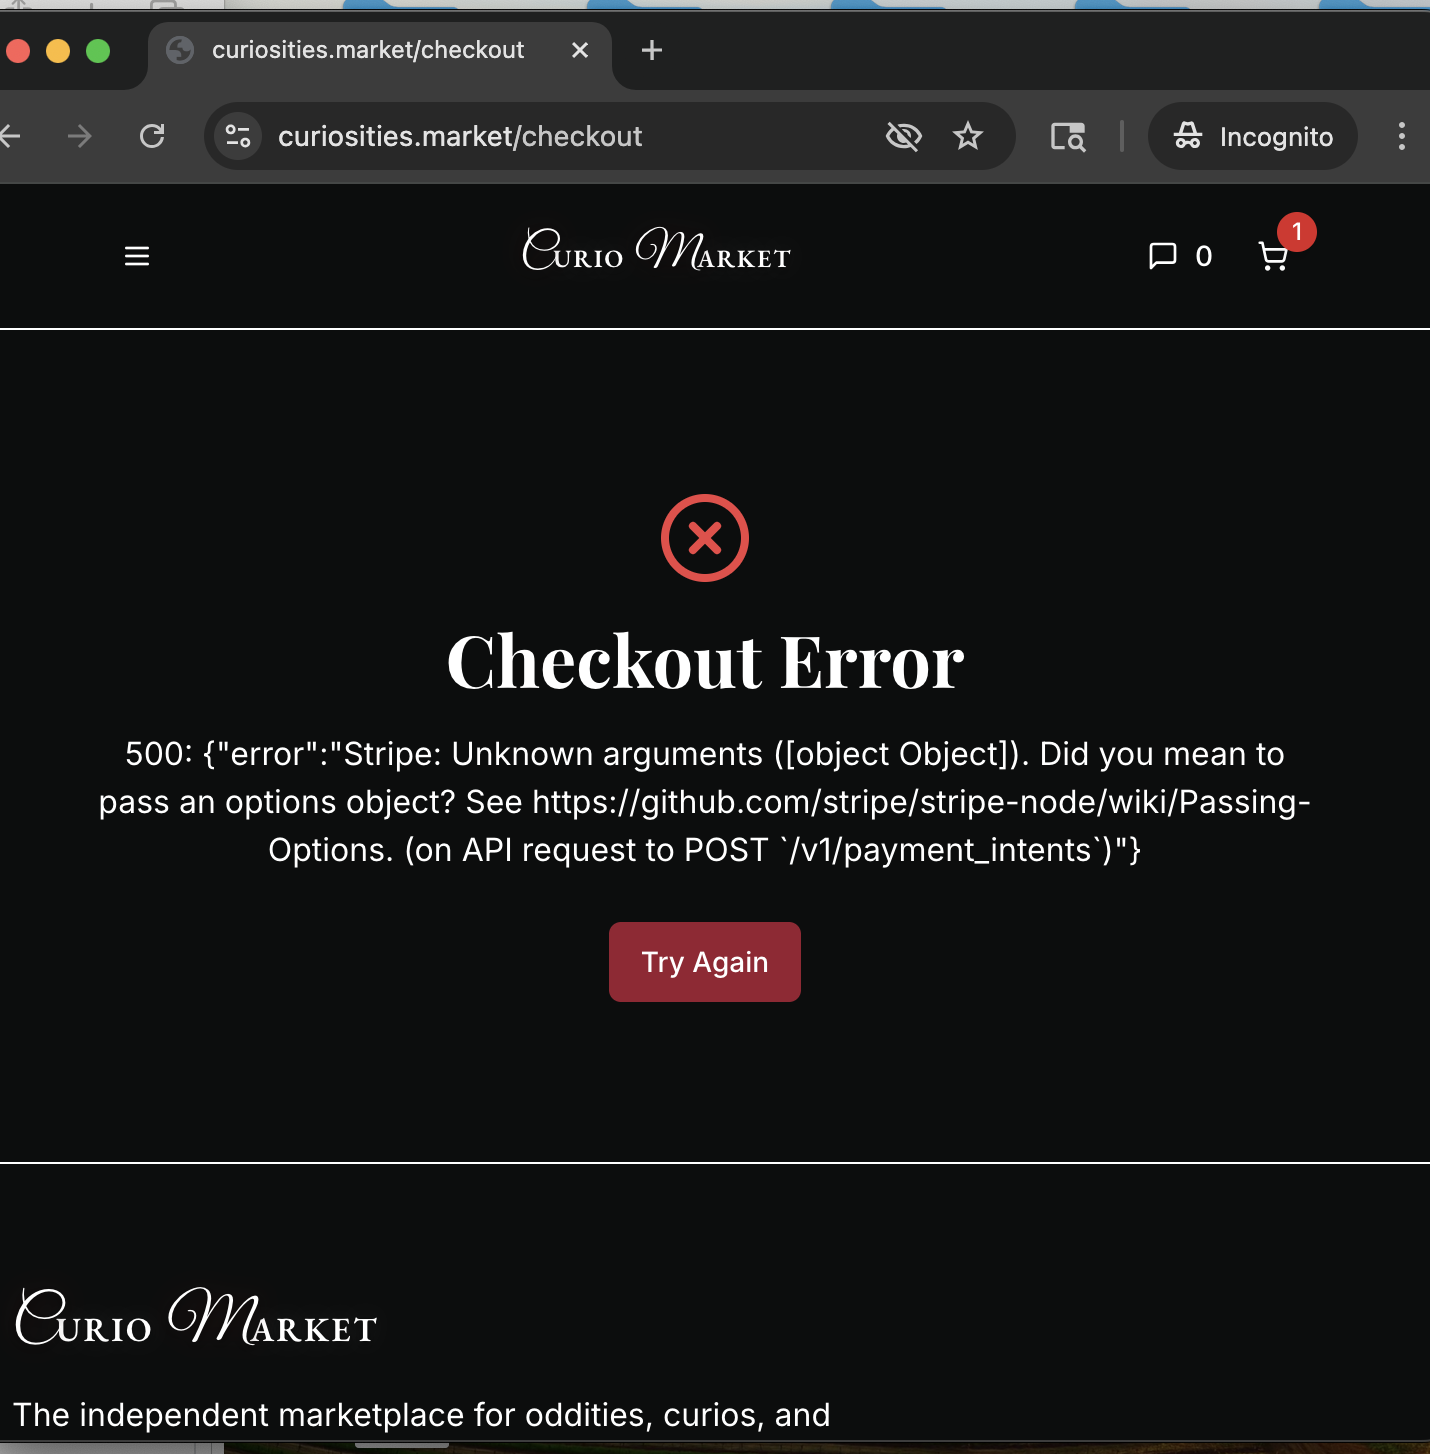 curiosities.market/checkout
curiosities.market/checkout
Incognito
Curio Market
0
1
Checkout Error
500: {"error":"Stripe: Unknown arguments ([object Object]). Did you mean to
pass an options object? See https://github.com/stripe/stripe-node/wiki/Passing-
Options. (on API request to POST `/v1/payment_intents`)"}
Try Again
Curio Market
The independent marketplace for oddities, curios, and